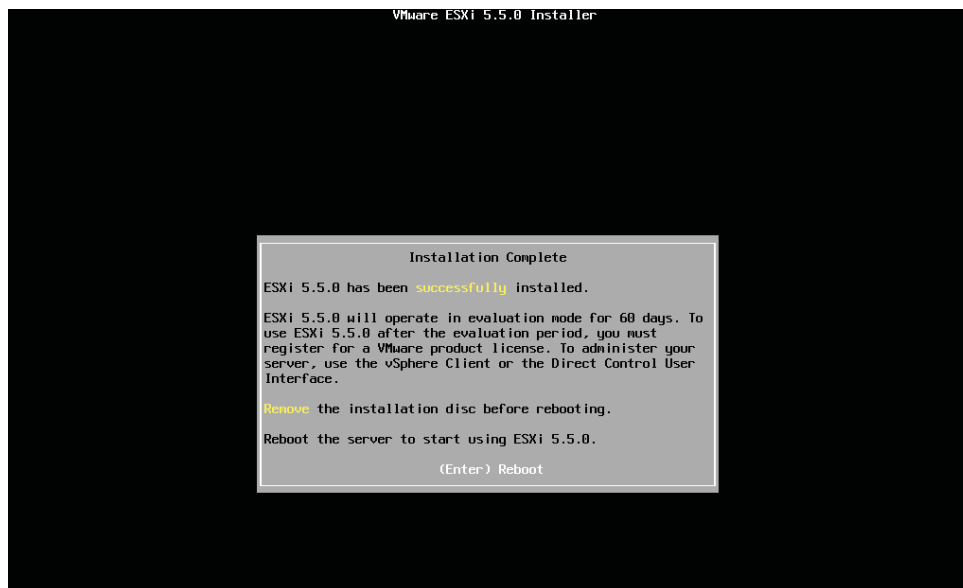 VMware ESXi 5.5.0 Installer
Installation Complete
ESXi 5.5.0 has been successfully installed.
ESXi 5.5.0 will operate in evaluation mode for 60 days. To
use ESXi 5.5.0 after the evaluation period, you must
register for a VMware product license. To administer your
server, use the vSphere Client or the Direct Control User
Interface.
Remove the installation disc before rebooting.
Reboot the server to start using ESXi 5.5.0.
(Enter) Reboot